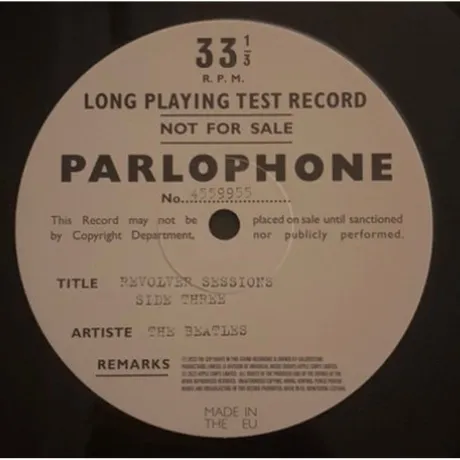 33 1/3
R. P. M.
LONG PLAYING TEST RECORD
NOT FOR SALE
PARLOPHONE
No. 4559955
This Record may not be placed on sale until sanctioned
by Copyright Department, nor publicly performed.
TITLE REVOLVER SESSIONS
SIDE THREE
ARTISTE THE BEATLES
REMARKS
MADE IN
THE EU